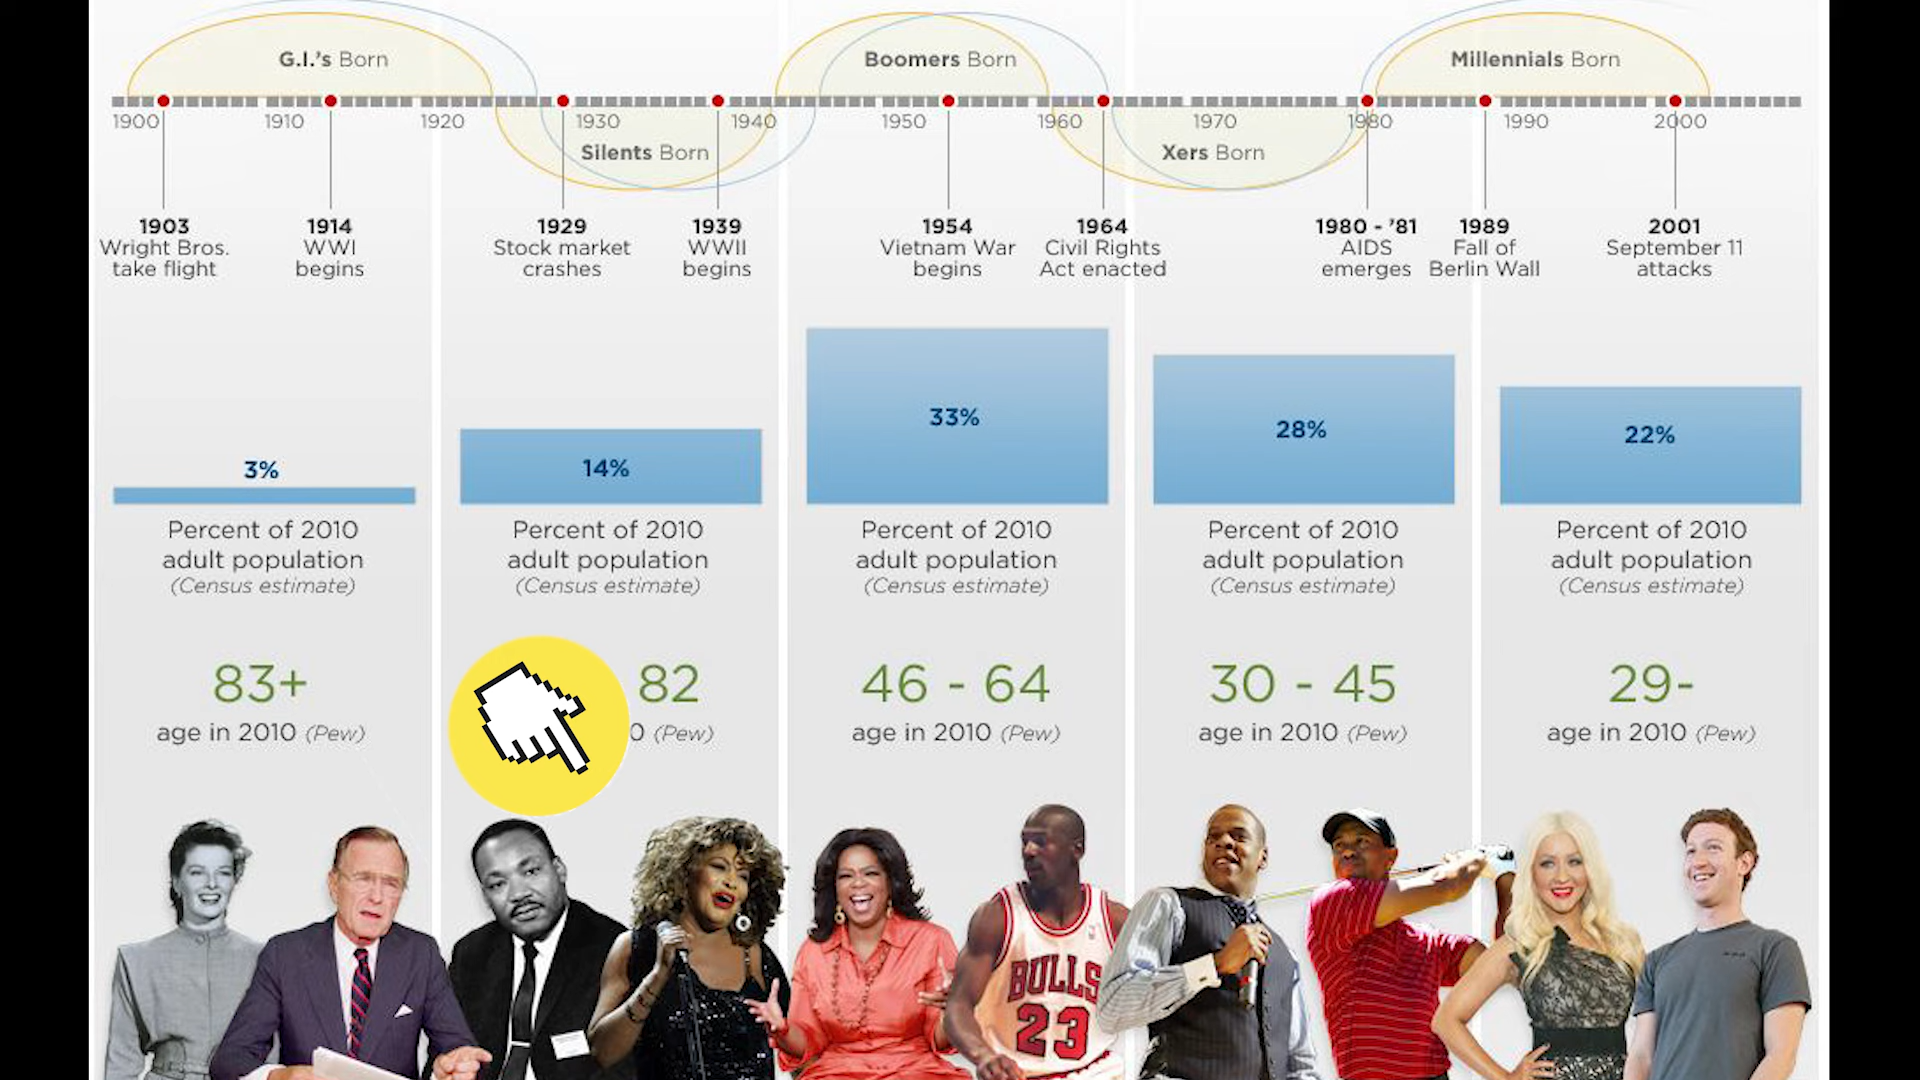 G.I.'s Born
Boomers Born
Millennials Born
1900 1910 1920 1930 1940 1950 1960 1970 1980 1990 2000
Silents Born
Xers Born
1903
Wright Bros.
take flight
1914
WWI
begins
1929
Stock market
crashes
1939
WWII
begins
1954
Vietnam War
begins
1964
Civil Rights
Act enacted
1980 - '81
AIDS
emerges
1989
Fall of
Berlin Wall
2001
September 11
attacks
3%
Percent of 2010
adult population
(Census estimate)
83+
age in 2010 (Pew)
14%
Percent of 2010
adult population
(Census estimate)
82
0 (Pew)
33%
Percent of 2010
adult population
(Census estimate)
46 - 64
age in 2010 (Pew)
28%
Percent of 2010
adult population
(Census estimate)
30 - 45
age in 2010 (Pew)
22%
Percent of 2010
adult population
(Census estimate)
29-
age in 2010 (Pew)
BULLS
23